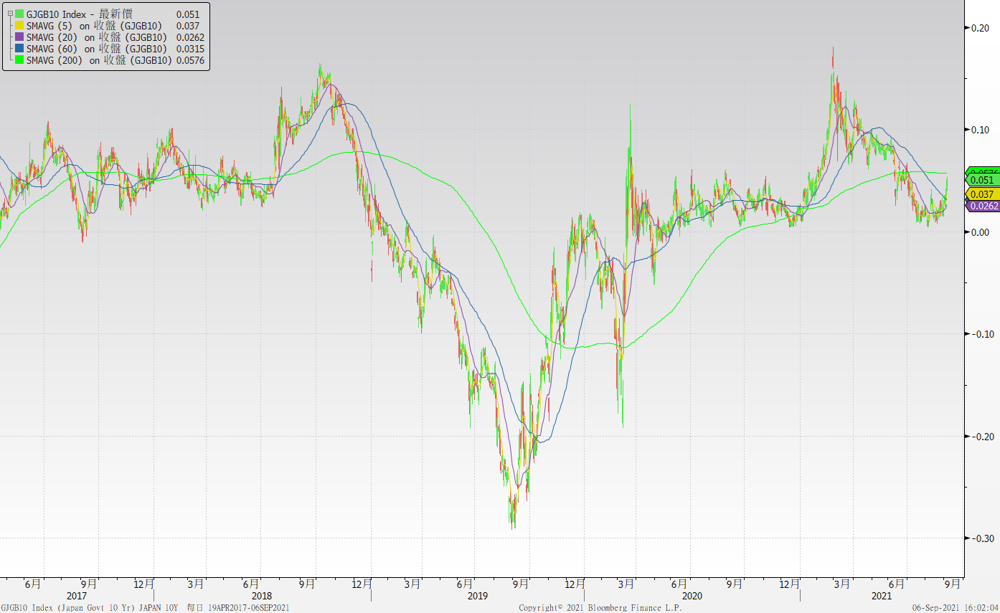 GJGB10 Index - 最新價 0.051
SMAVG (5) on 收盤 (GJGB10) 0.037
SMAVG (20) on 收盤 (GJGB10) 0.0262
SMAVG (60) on 收盤 (GJGB10) 0.0315
SMAVG (200) on 收盤 (GJGB10) 0.0576
0.20
0.10
0.0576
0.051
0.037
0.0262
0.00
-0.10
-0.20
-0.30
6月 9月 12月 3月 6月 9月 12月 3月 6月 9月 12月 3月 6月 9月 12月 3月 6月 9月
2017 2018 2019 2020 2021
GJGB10 Index (Japan Govt 10 Yr) JAPAN 10Y 每日 19APR2017-06SEP2021 Copyright© 2021 Bloomberg Finance L.P. 06-Sep-2021 16:02:04